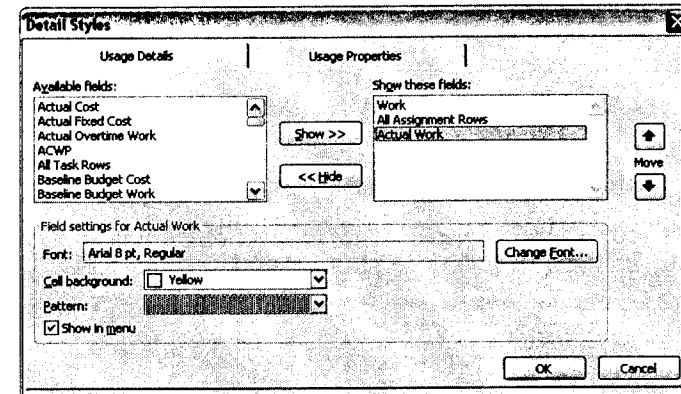 Detail Styles
Usage Details
Usage Properties
Available fields:
Actual Cost
Actual Fixed Cost
Actual Overtime Work
ACWP
All Task Rows
Baseline Budget Cost
Baseline Budget Work
Show >>
<< Hide
Show these fields:
Work
All Assignment Rows
Actual Work
Move
Field settings for Actual Work
Font: Arial 8 pt, Regular
Change Font...
Cell background: Yellow
Pattern:
Show in menu
OK
Cancel